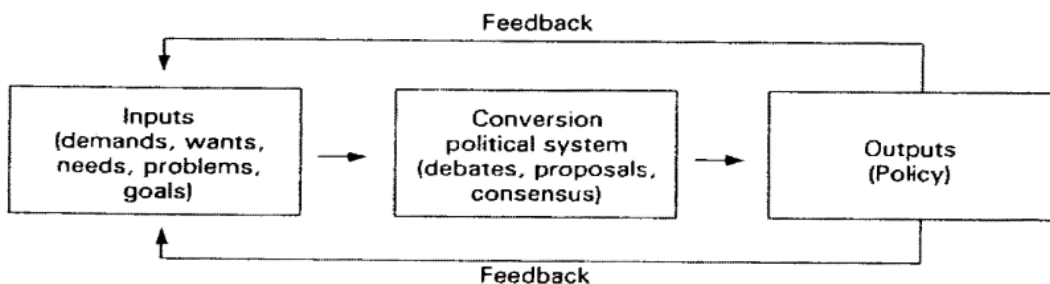 Feedback
Inputs
(demands, wants,
needs, problems,
goals)
Conversion
political system
(debates, proposals,
consensus)
Outputs
(Policy)
Feedback